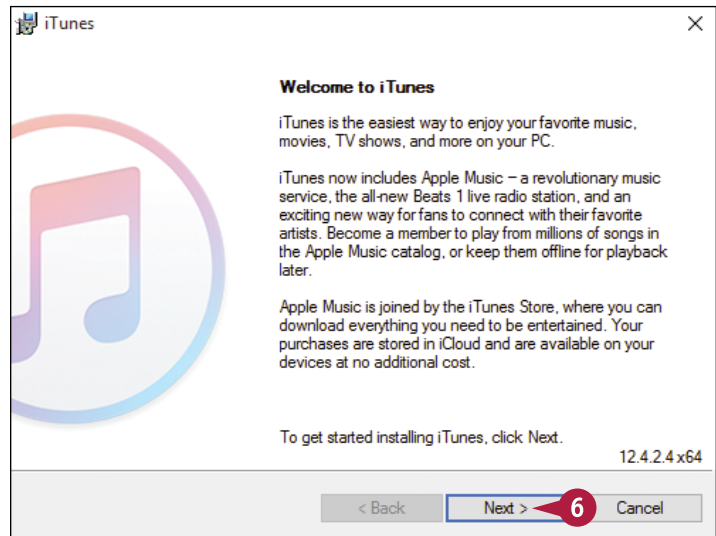 iTunes
Welcome to iTunes
iTunes is the easiest way to enjoy your favorite music,
movies, TV shows, and more on your PC.
iTunes now includes Apple Music – a revolutionary music
service, the all-new Beats 1 live radio station, and an
exciting new way for fans to connect with their favorite
artists. Become a member to play from millions of songs in
the Apple Music catalog, or keep them offline for playback
later.
Apple Music is joined by the iTunes Store, where you can
download everything you need to be entertained. Your
purchases are stored in iCloud and are available on your
devices at no additional cost.
To get started installing iTunes, click Next.
12.4.2.4 x64
< Back Next > 6 Cancel